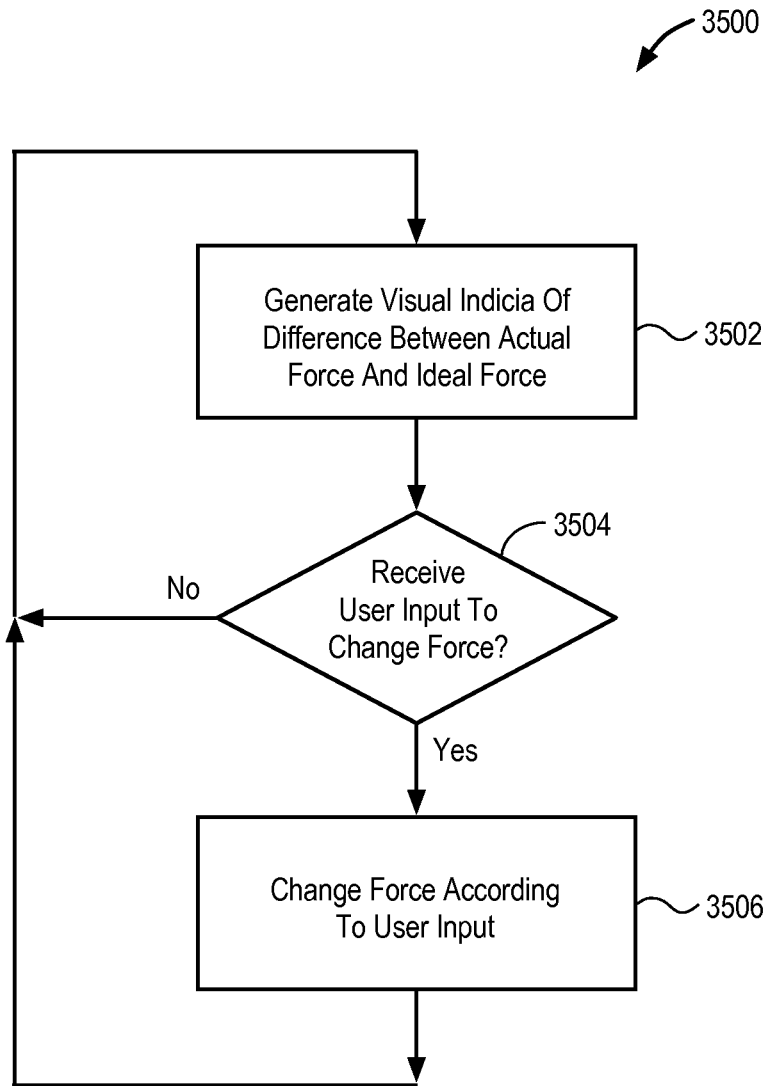 3500
Generate Visual Indicia Of
Difference Between Actual
Force And Ideal Force
3502
3504
Receive
User Input To
Change Force?
No
Yes
Change Force According
To User Input
3506